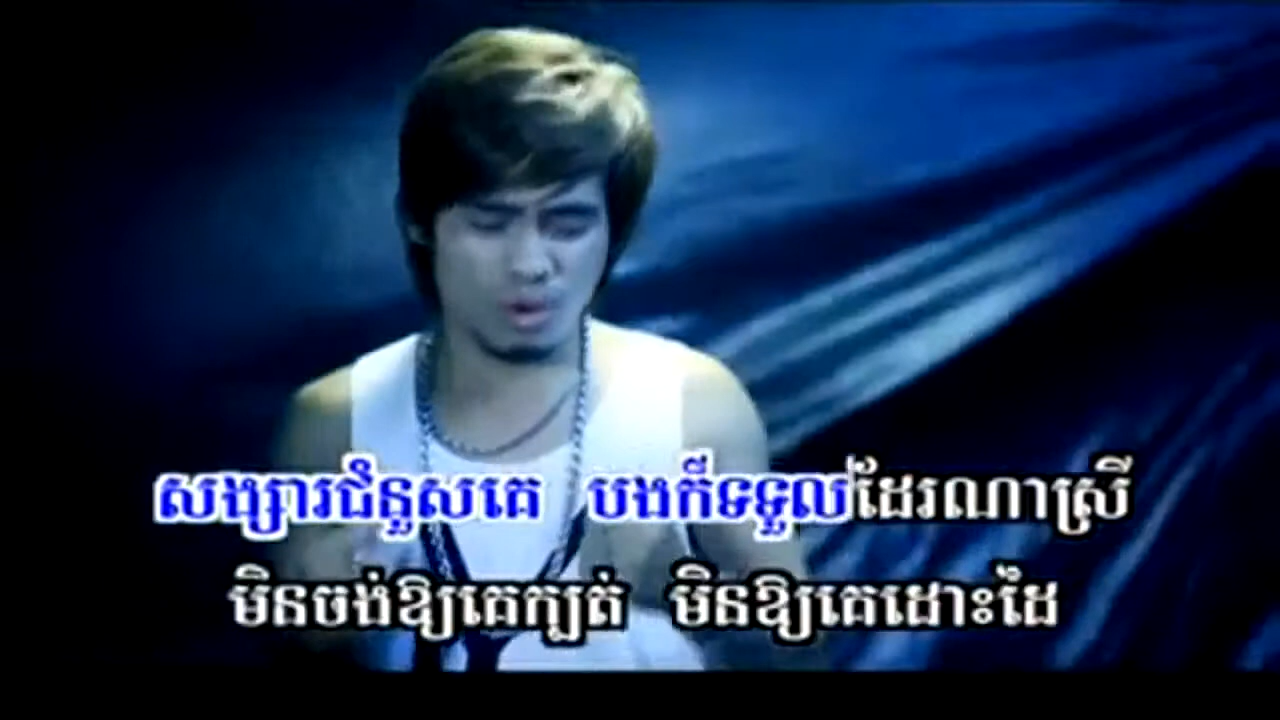 សង្សារជំនួសគេ បងក៏ទទួលដែរណាស្រី
មិនចង់ឱ្យគេក្បត់ មិនឱ្យគេដោះដៃ